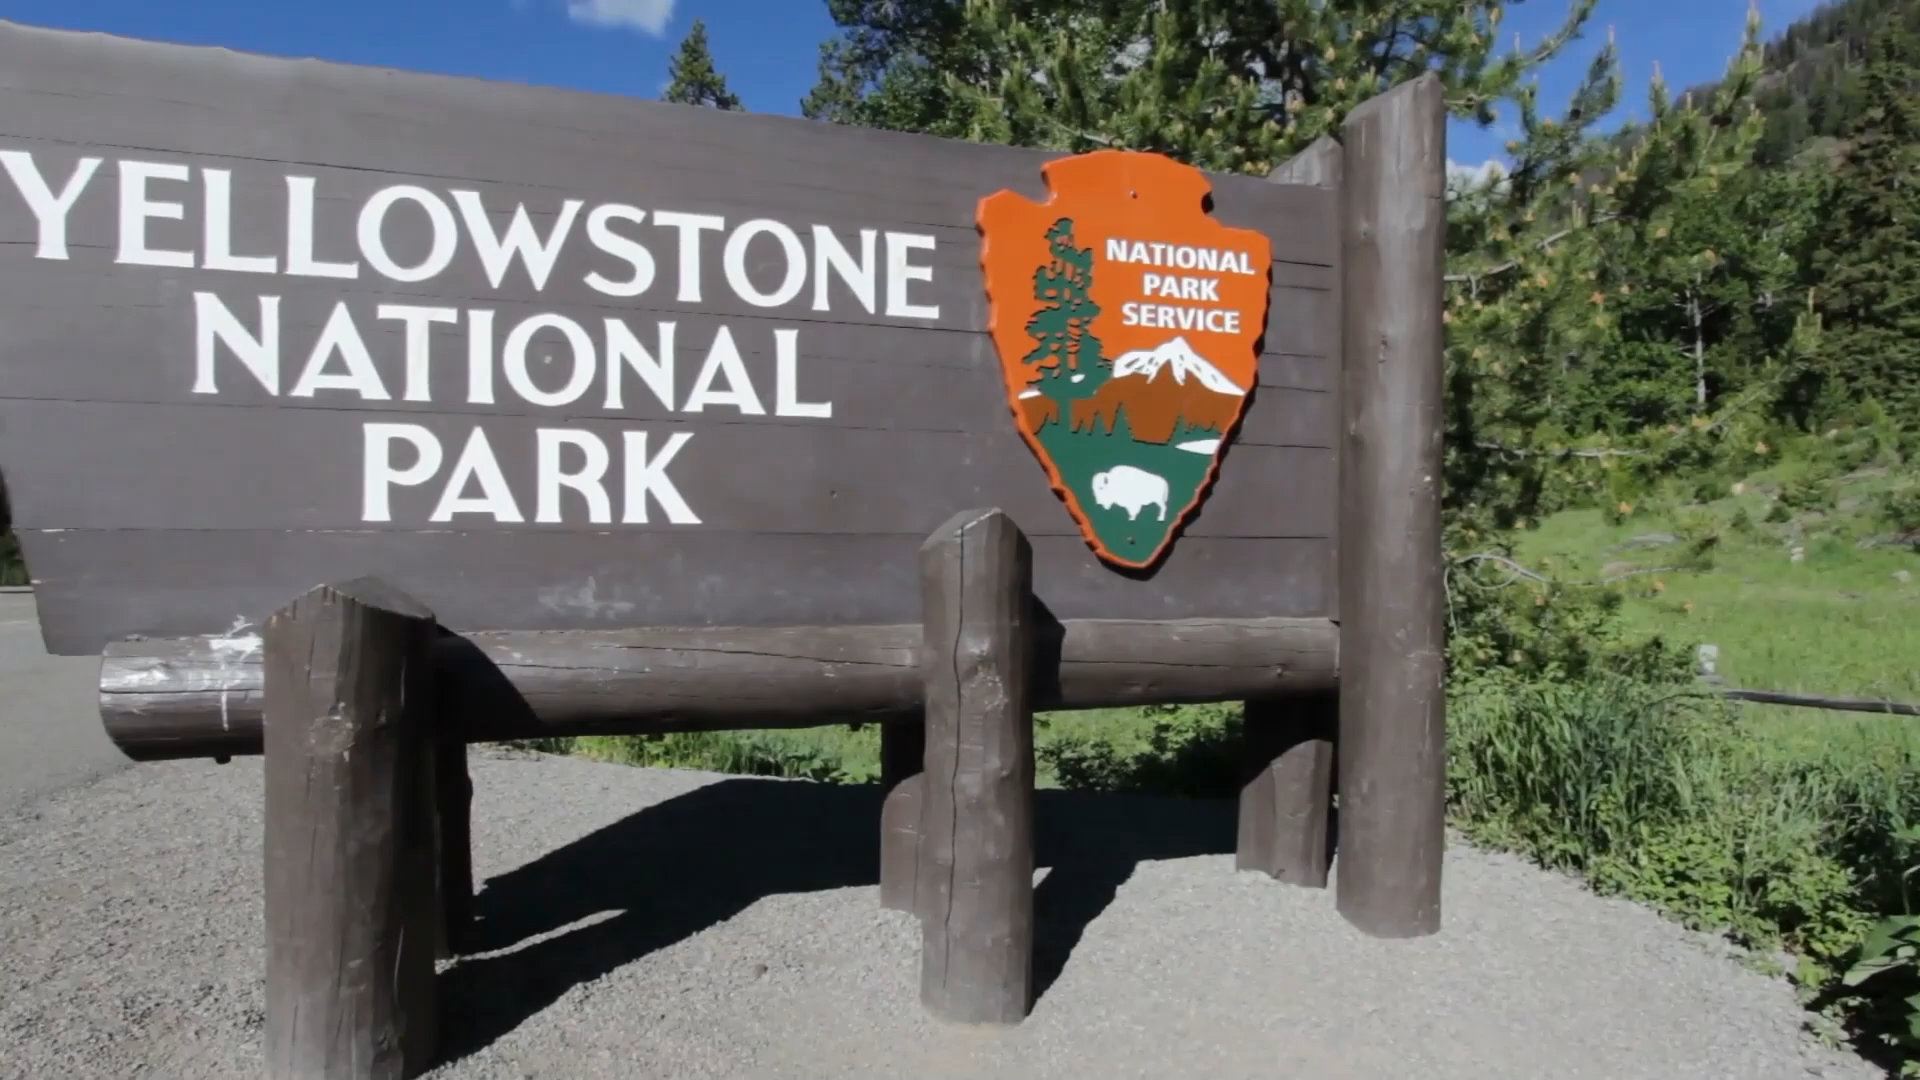 YELLOWSTONE
NATIONAL
PARK
NATIONAL
PARK
SERVICE